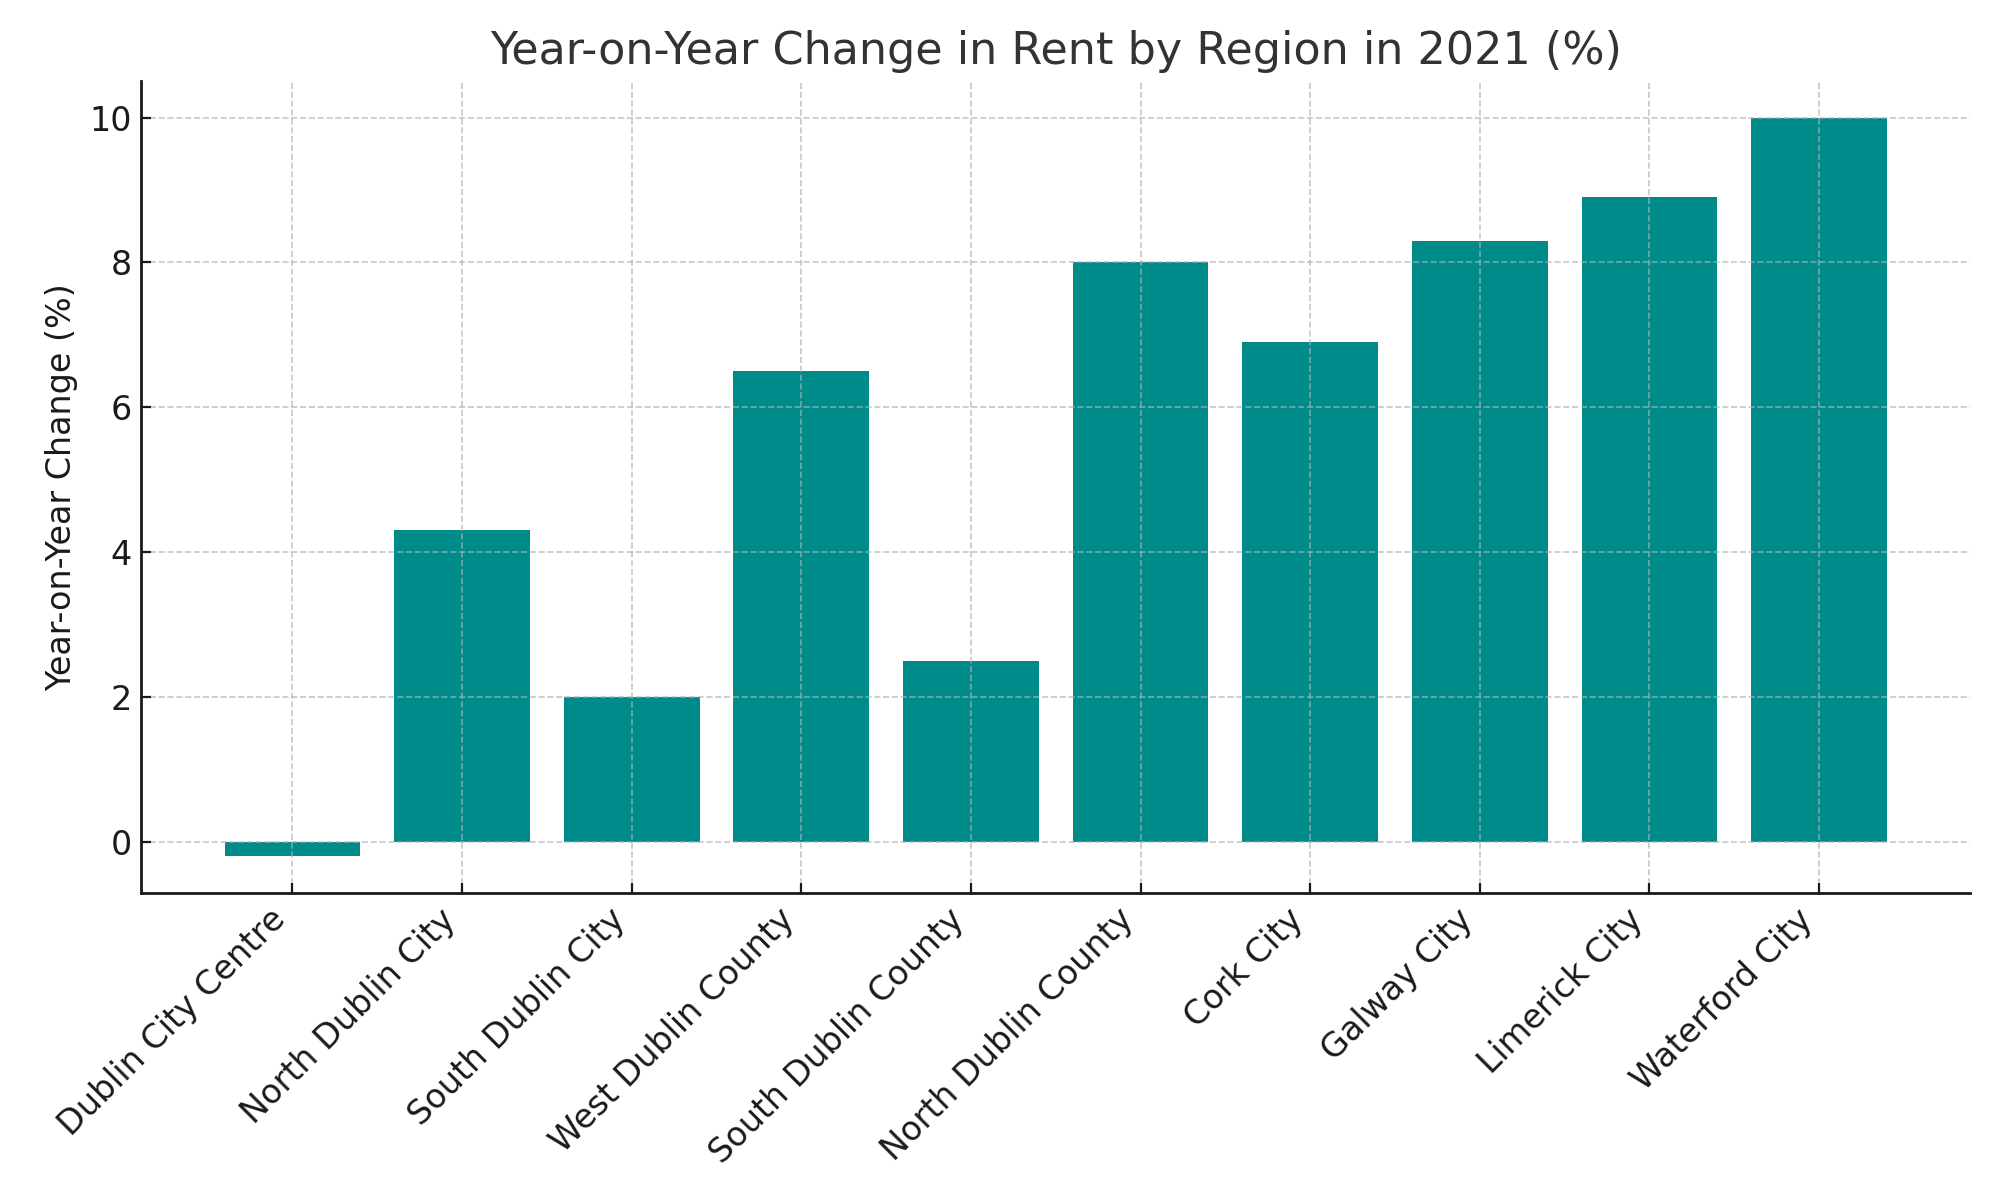 Year-on-Year Change in Rent by Region in 2021 (%)
Year-on-Year Change (%)
10
8
6
4
2
0
Dublin City Centre
North Dublin City
South Dublin City
West Dublin County
South Dublin County
North Dublin County
Cork City
Galway City
Limerick City
Waterford City